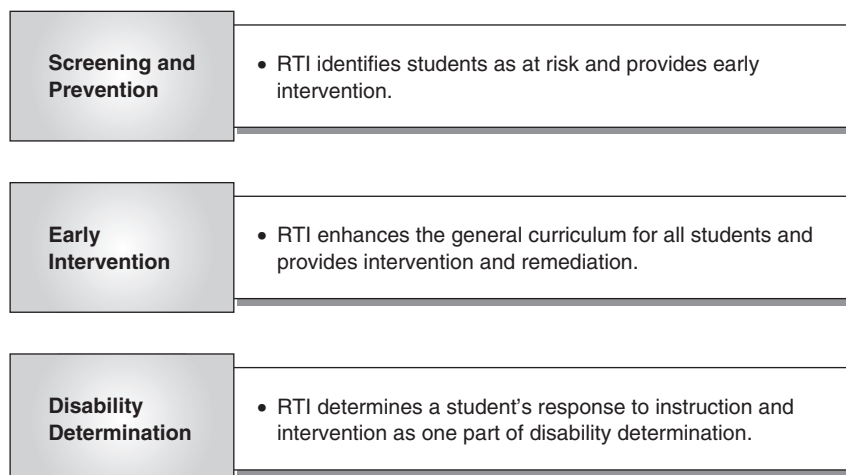 Screening and
Prevention
• RTI identifies students as at risk and provides early
intervention.
Early
Intervention
• RTI enhances the general curriculum for all students and
provides intervention and remediation.
Disability
Determination
• RTI determines a student’s response to instruction and
intervention as one part of disability determination.